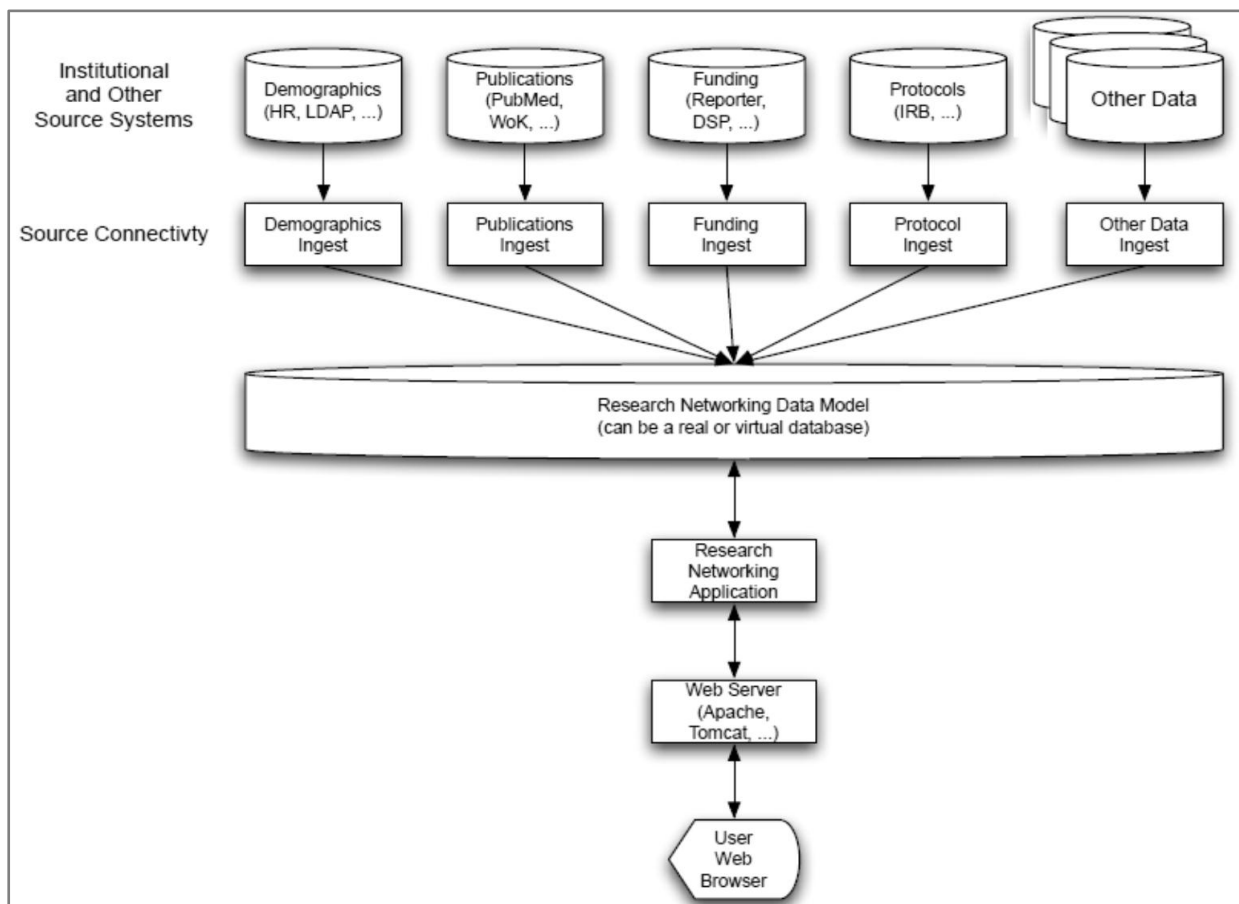 Institutional
and Other
Source Systems
Demographics
(HR, LDAP, ...)
Publications
(PubMed,
WoK, ...)
Funding
(Reporter,
DSP, ...)
Protocols
(IRB, ...)
Other Data
Source Connectivty
Demographics
Ingest
Publications
Ingest
Funding
Ingest
Protocol
Ingest
Other Data
Ingest
Research Networking Data Model
(can be a real or virtual database)
Research
Networking
Application
Web Server
(Apache,
Tomcat, ...)
User
Web
Browser